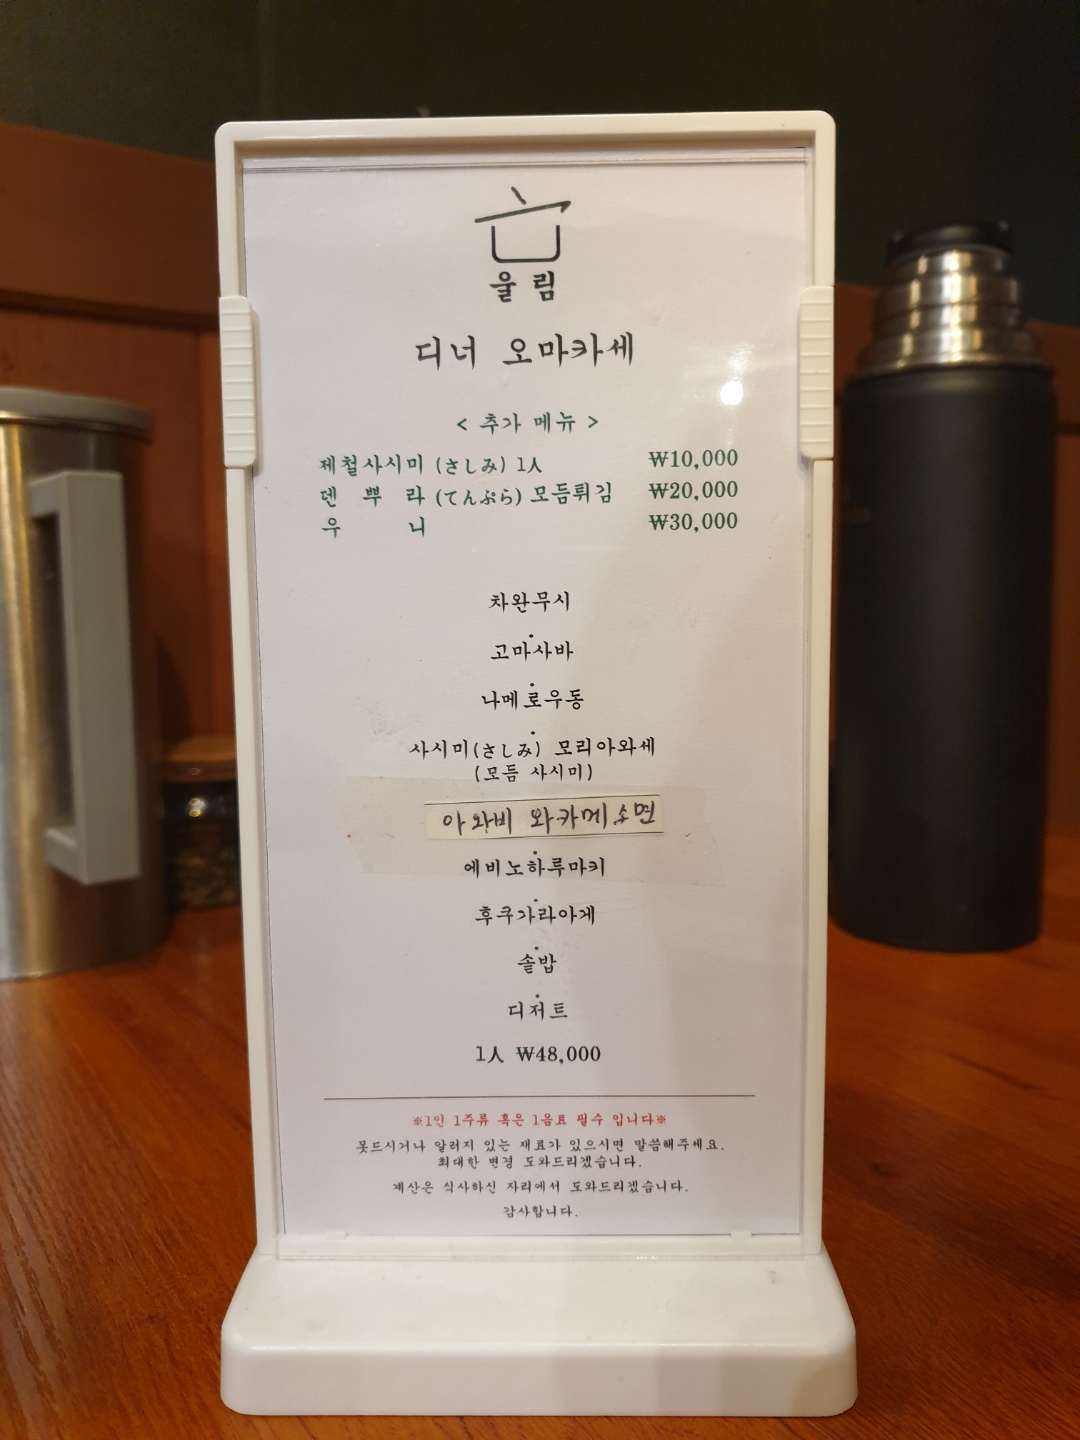 울림
디너 오마카세
< 추가 메뉴 >
제철사시미 (さしみ) 1人 ₩10,000
덴 뿌 라 (てんぷら) 모듬튀김 ₩20,000
우 니 ₩30,000
차완무시
고마사바
나메로우동
사시미(さしみ) 모리아와세
(모듬 사시미)
아와비 와카메소면
에비노하루마키
후쿠가라아게
솥밥
디저트
1人 ₩48,000
※1인 1주류 혹은 1음료 필수 입니다※
못드시거나 알러지 있는 재료가 있으시면 말씀해주세요.
최대한 변경 도와드리겠습니다.
계산은 식사하신 자리에서 도와드리겠습니다.
감사합니다.